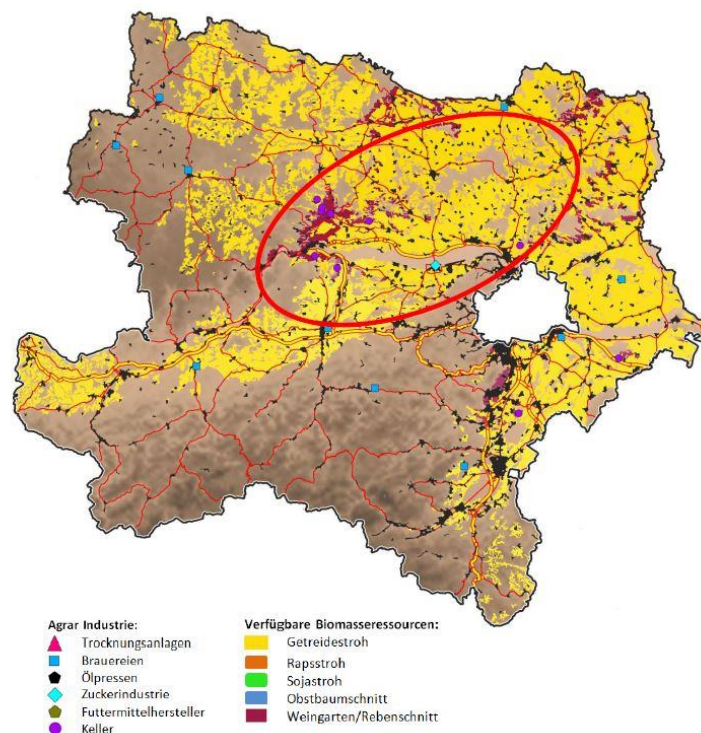 Agrar Industrie:
Trocknungsanlagen
Brauereien
Ölpressen
Zuckerindustrie
Futtermittelhersteller
Keller
Verfügbare Biomasseressourcen:
Getreidestroh
Rapsstroh
Sojastroh
Obstbaumschnitt
Weingarten/Rebenschnitt